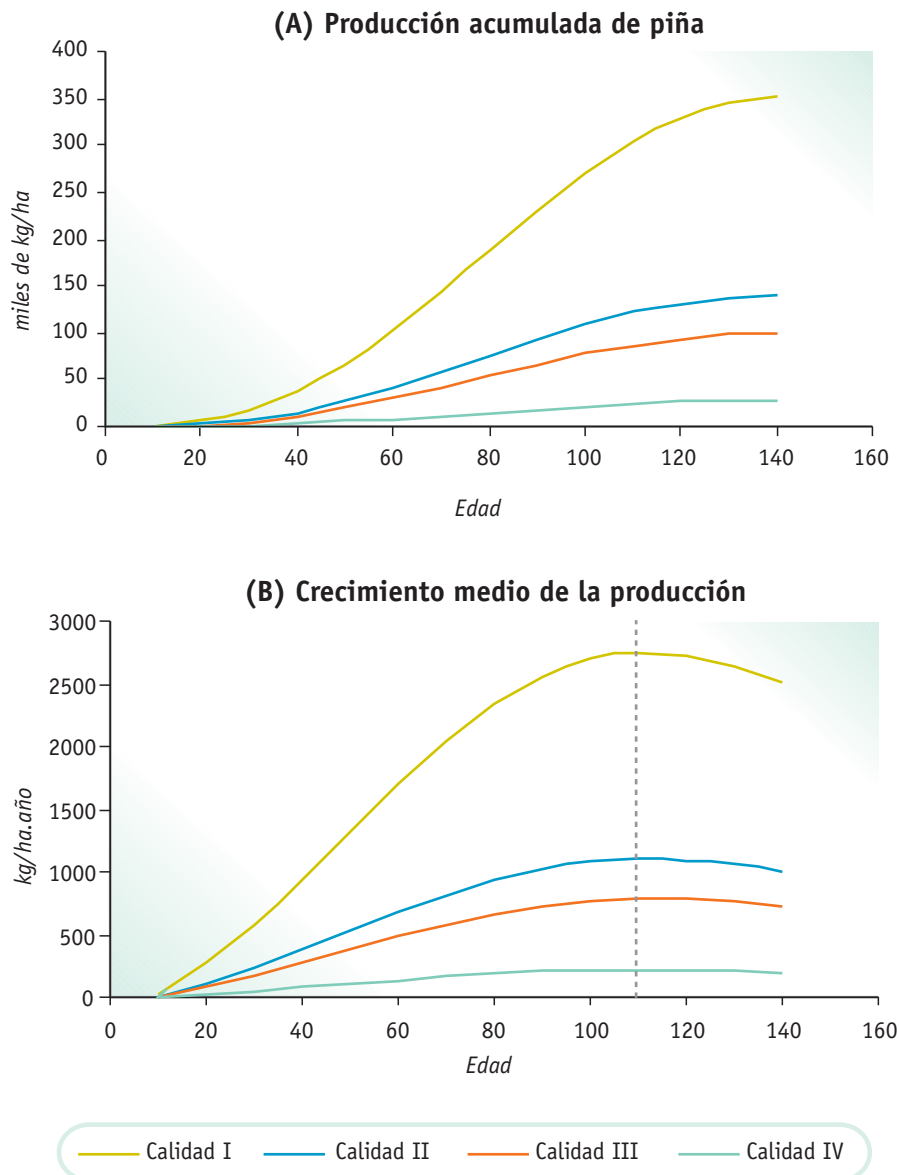 (A) Producción acumulada de piña
400
350
300
250
200
150
100
50
0
miles de kg/ha
0 20 40 60 80 100 120 140 160
Edad
(B) Crecimiento medio de la producción
3000
2500
2000
1500
1000
500
0
kg/ha.año
0 20 40 60 80 100 120 140 160
Edad
Calidad I Calidad II Calidad III Calidad IV